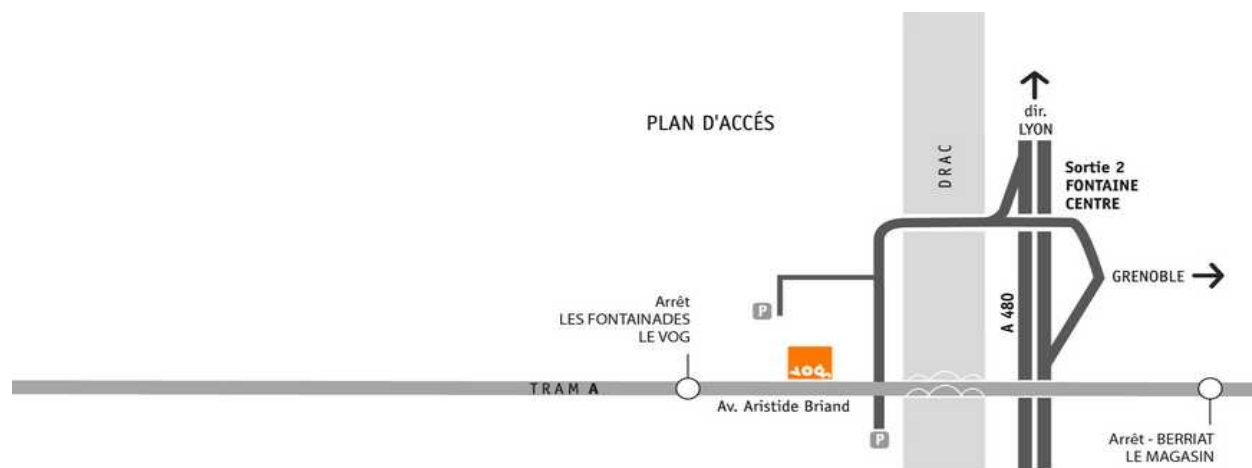 PLAN D'ACCÉS
dir.
LYON
DRAC
Sortie 2
FONTAINE
CENTRE
GRENOBLE
A 480
Arrêt
LES FONTAINADES
LE VOG
P
VOG
TRAM A
Av. Aristide Briand
P
Arrêt - BERRIAT
LE MAGASIN